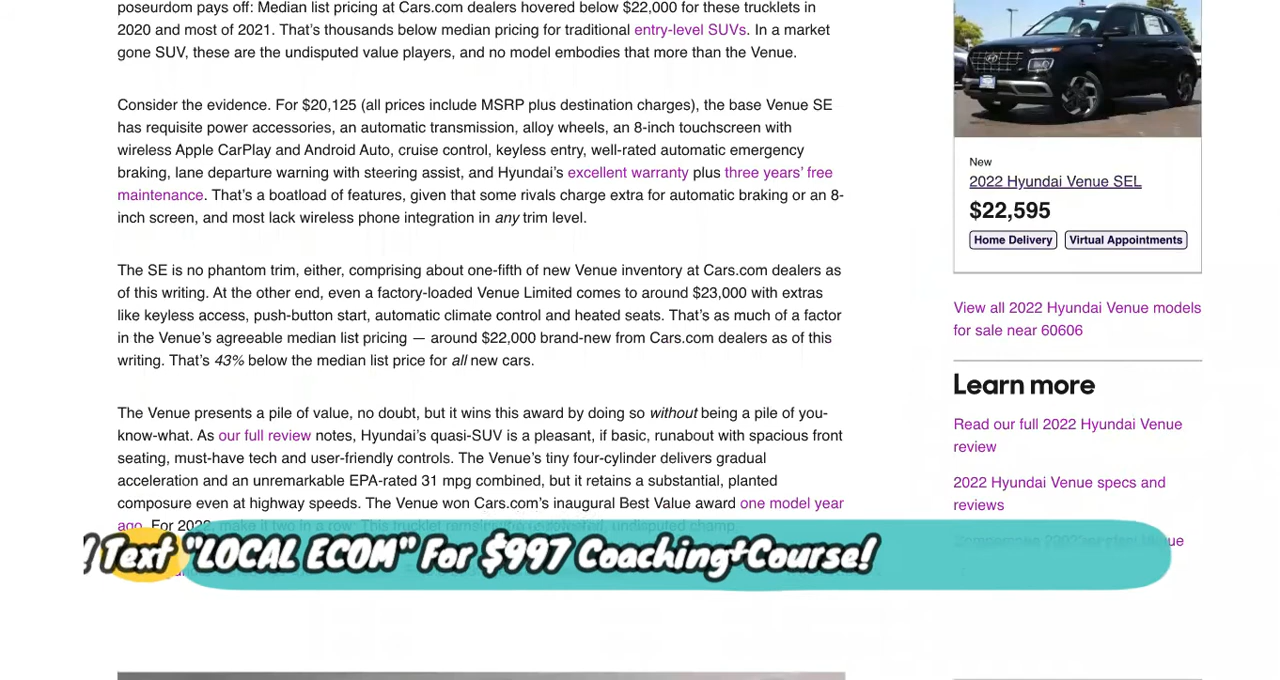 poseurdom pays off: Median list pricing at Cars.com dealers hovered below $22,000 for these trucklets in
2020 and most of 2021. That’s thousands below median pricing for traditional entry-level SUVs. In a market
gone SUV, these are the undisputed value players, and no model embodies that more than the Venue.
Consider the evidence. For $20,125 (all prices include MSRP plus destination charges), the base Venue SE
has requisite power accessories, an automatic transmission, alloy wheels, an 8-inch touchscreen with
wireless Apple CarPlay and Android Auto, cruise control, keyless entry, well-rated automatic emergency
braking, lane departure warning with steering assist, and Hyundai’s excellent warranty plus three years’ free
maintenance. That’s a boatload of features, given that some rivals charge extra for automatic braking or an 8-
inch screen, and most lack wireless phone integration in any trim level.
The SE is no phantom trim, either, comprising about one-fifth of new Venue inventory at Cars.com dealers as
of this writing. At the other end, even a factory-loaded Venue Limited comes to around $23,000 with extras
like keyless access, push-button start, automatic climate control and heated seats. That’s as much of a factor
in the Venue’s agreeable median list pricing — around $22,000 brand-new from Cars.com dealers as of this
writing. That’s 43% below the median list price for all new cars.
The Venue presents a pile of value, no doubt, but it wins this award by doing so without being a pile of you-
know-what. As our full review notes, Hyundai’s quasi-SUV is a pleasant, if basic, runabout with spacious front
seating, must-have tech and user-friendly controls. The Venue’s tiny four-cylinder delivers gradual
acceleration and an unremarkable EPA-rated 31 mpg combined, but it retains a substantial, planted
composure even at highway speeds. The Venue won Cars.com’s inaugural Best Value award one model year
ago. For 2022, make it two in a row: This trucklet remains the undisputed champ.
Text "LOCAL ECOM" For $997 Coaching+Course!
New
2022 Hyundai Venue SEL
$22,595
Home Delivery Virtual Appointments
View all 2022 Hyundai Venue models
for sale near 60606
Learn more
Read our full 2022 Hyundai Venue
review
2022 Hyundai Venue specs and
reviews